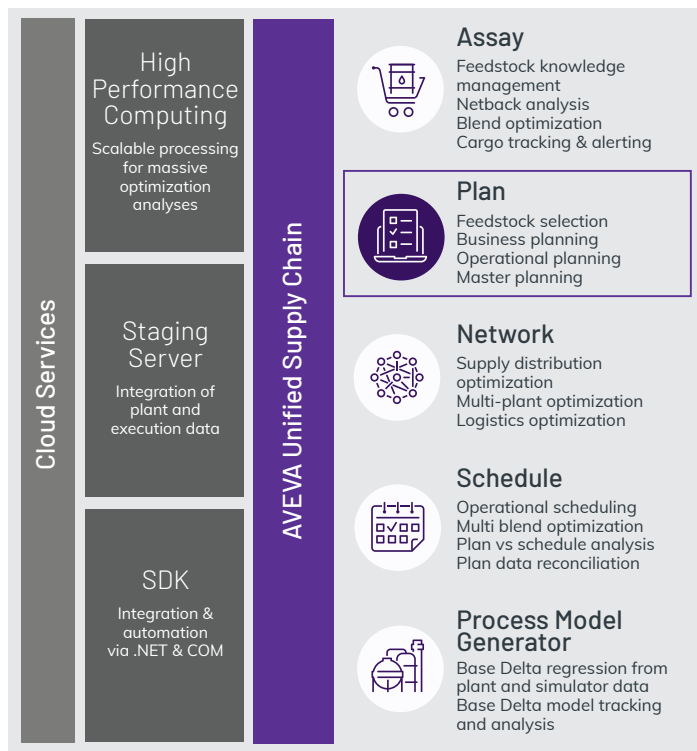 Cloud Services
High
Performance
Computing
Scalable processing
for massive
optimization
analyses
Staging
Server
Integration of
plant and
execution data
SDK
Integration &
automation
via .NET & COM
AVEVA Unified Supply Chain
Assay
Feedstock knowledge
management
Netback analysis
Blend optimization
Cargo tracking & alerting
Plan
Feedstock selection
Business planning
Operational planning
Master planning
Network
Supply distribution
optimization
Multi-plant optimization
Logistics optimization
Schedule
Operational scheduling
Multi blend optimization
Plan vs schedule analysis
Plan data reconciliation
Process Model
Generator
Base Delta regression from
plant and simulator data
Base Delta model tracking
and analysis